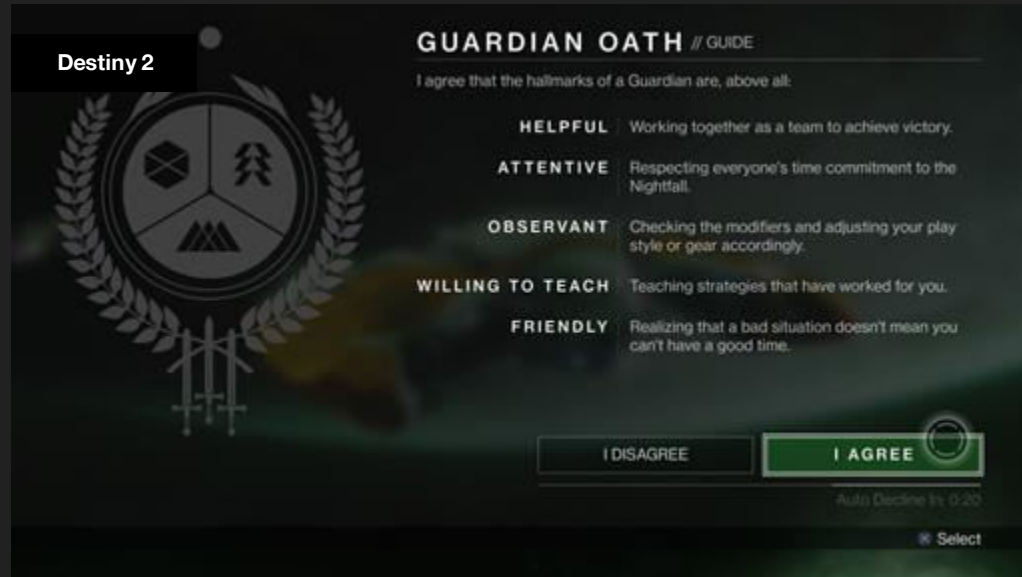 Destiny 2
GUARDIAN OATH // GUIDE
I agree that the hallmarks of a Guardian are, above all:
HELPFUL Working together as a team to achieve victory.
ATTENTIVE Respecting everyone's time commitment to the
Nightfall.
OBSERVANT Checking the modifiers and adjusting your play
style or gear accordingly.
WILLING TO TEACH Teaching strategies that have worked for you.
FRIENDLY Realizing that a bad situation doesn't mean you
can't have a good time.
I DISAGREE I AGREE
Auto Decline In: 0:20
Select